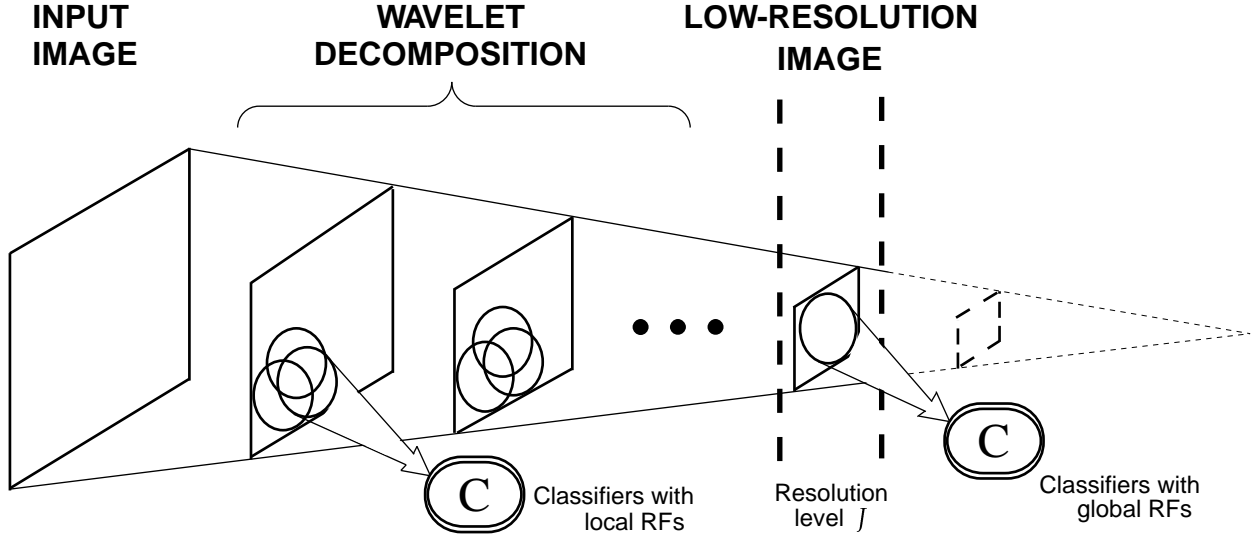 INPUT
IMAGE
WAVELET
DECOMPOSITION
LOW-RESOLUTION
IMAGE
C
Classifiers with
local RFs
Resolution
level J
C
Classifiers with
global RFs